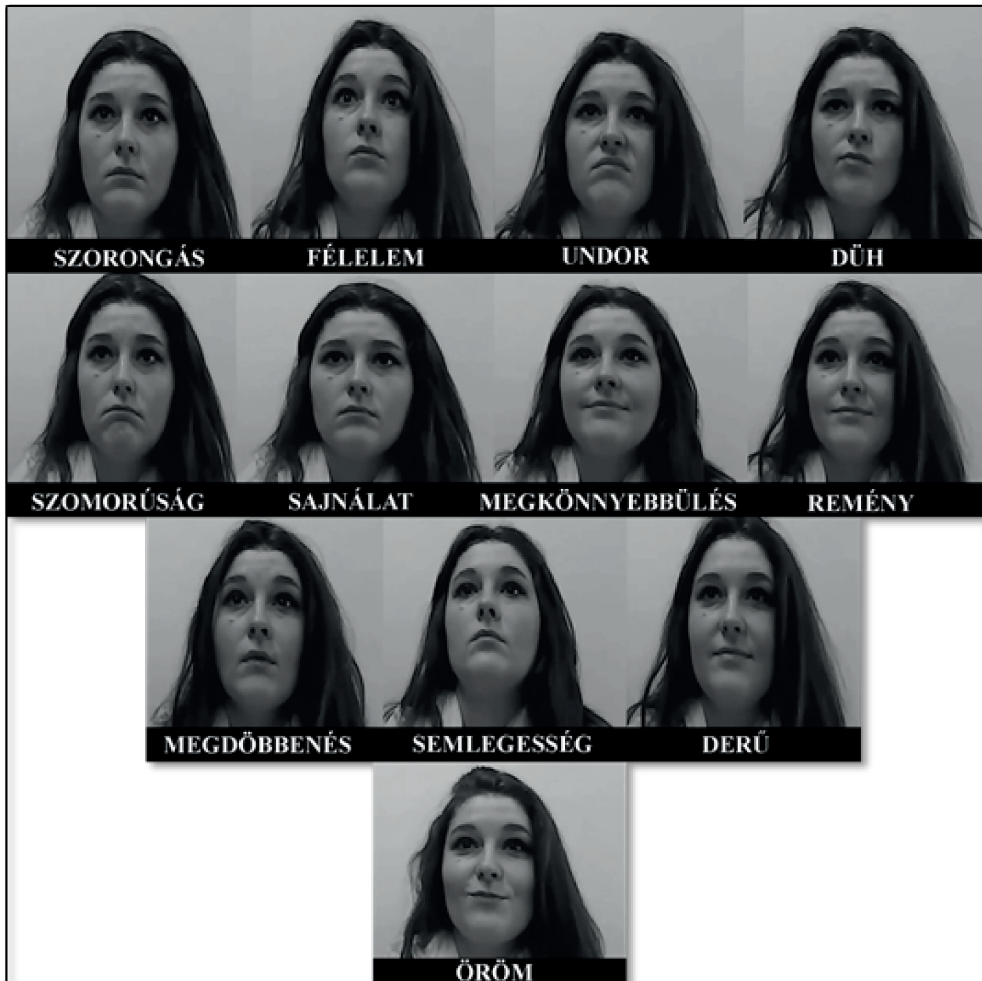 SZORONGÁS
FÉLELEM
UNDOR
DÜH
SZOMORÚSÁG
SAJNÁLAT
MEGKÖNNYEBBÜLÉS
REMÉNY
MEGDÖBBENÉS
SEMLEGESSÉG
DERŰ
ÖRÖM